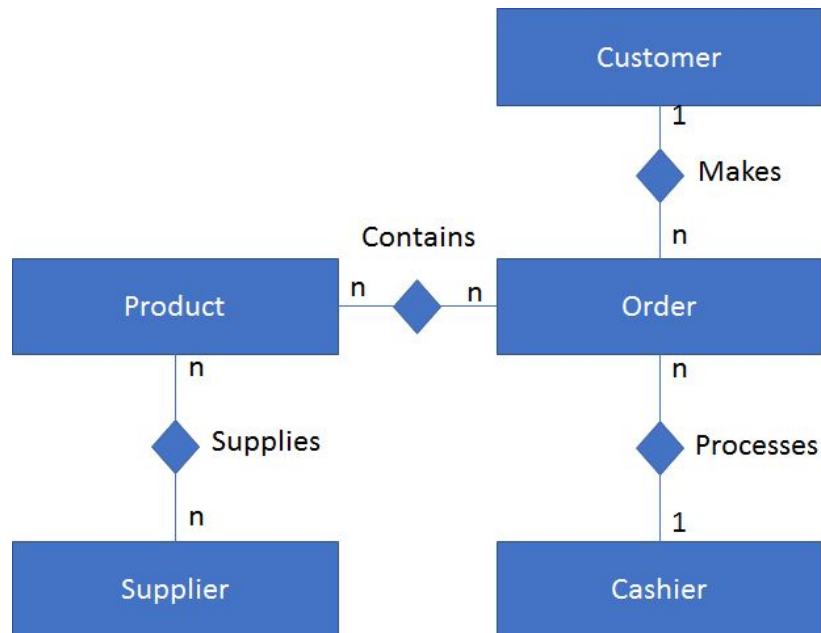 Customer
1
Makes
n
Contains
n
n
Product
Order
n
n
Supplies
Processes
n
1
Supplier
Cashier